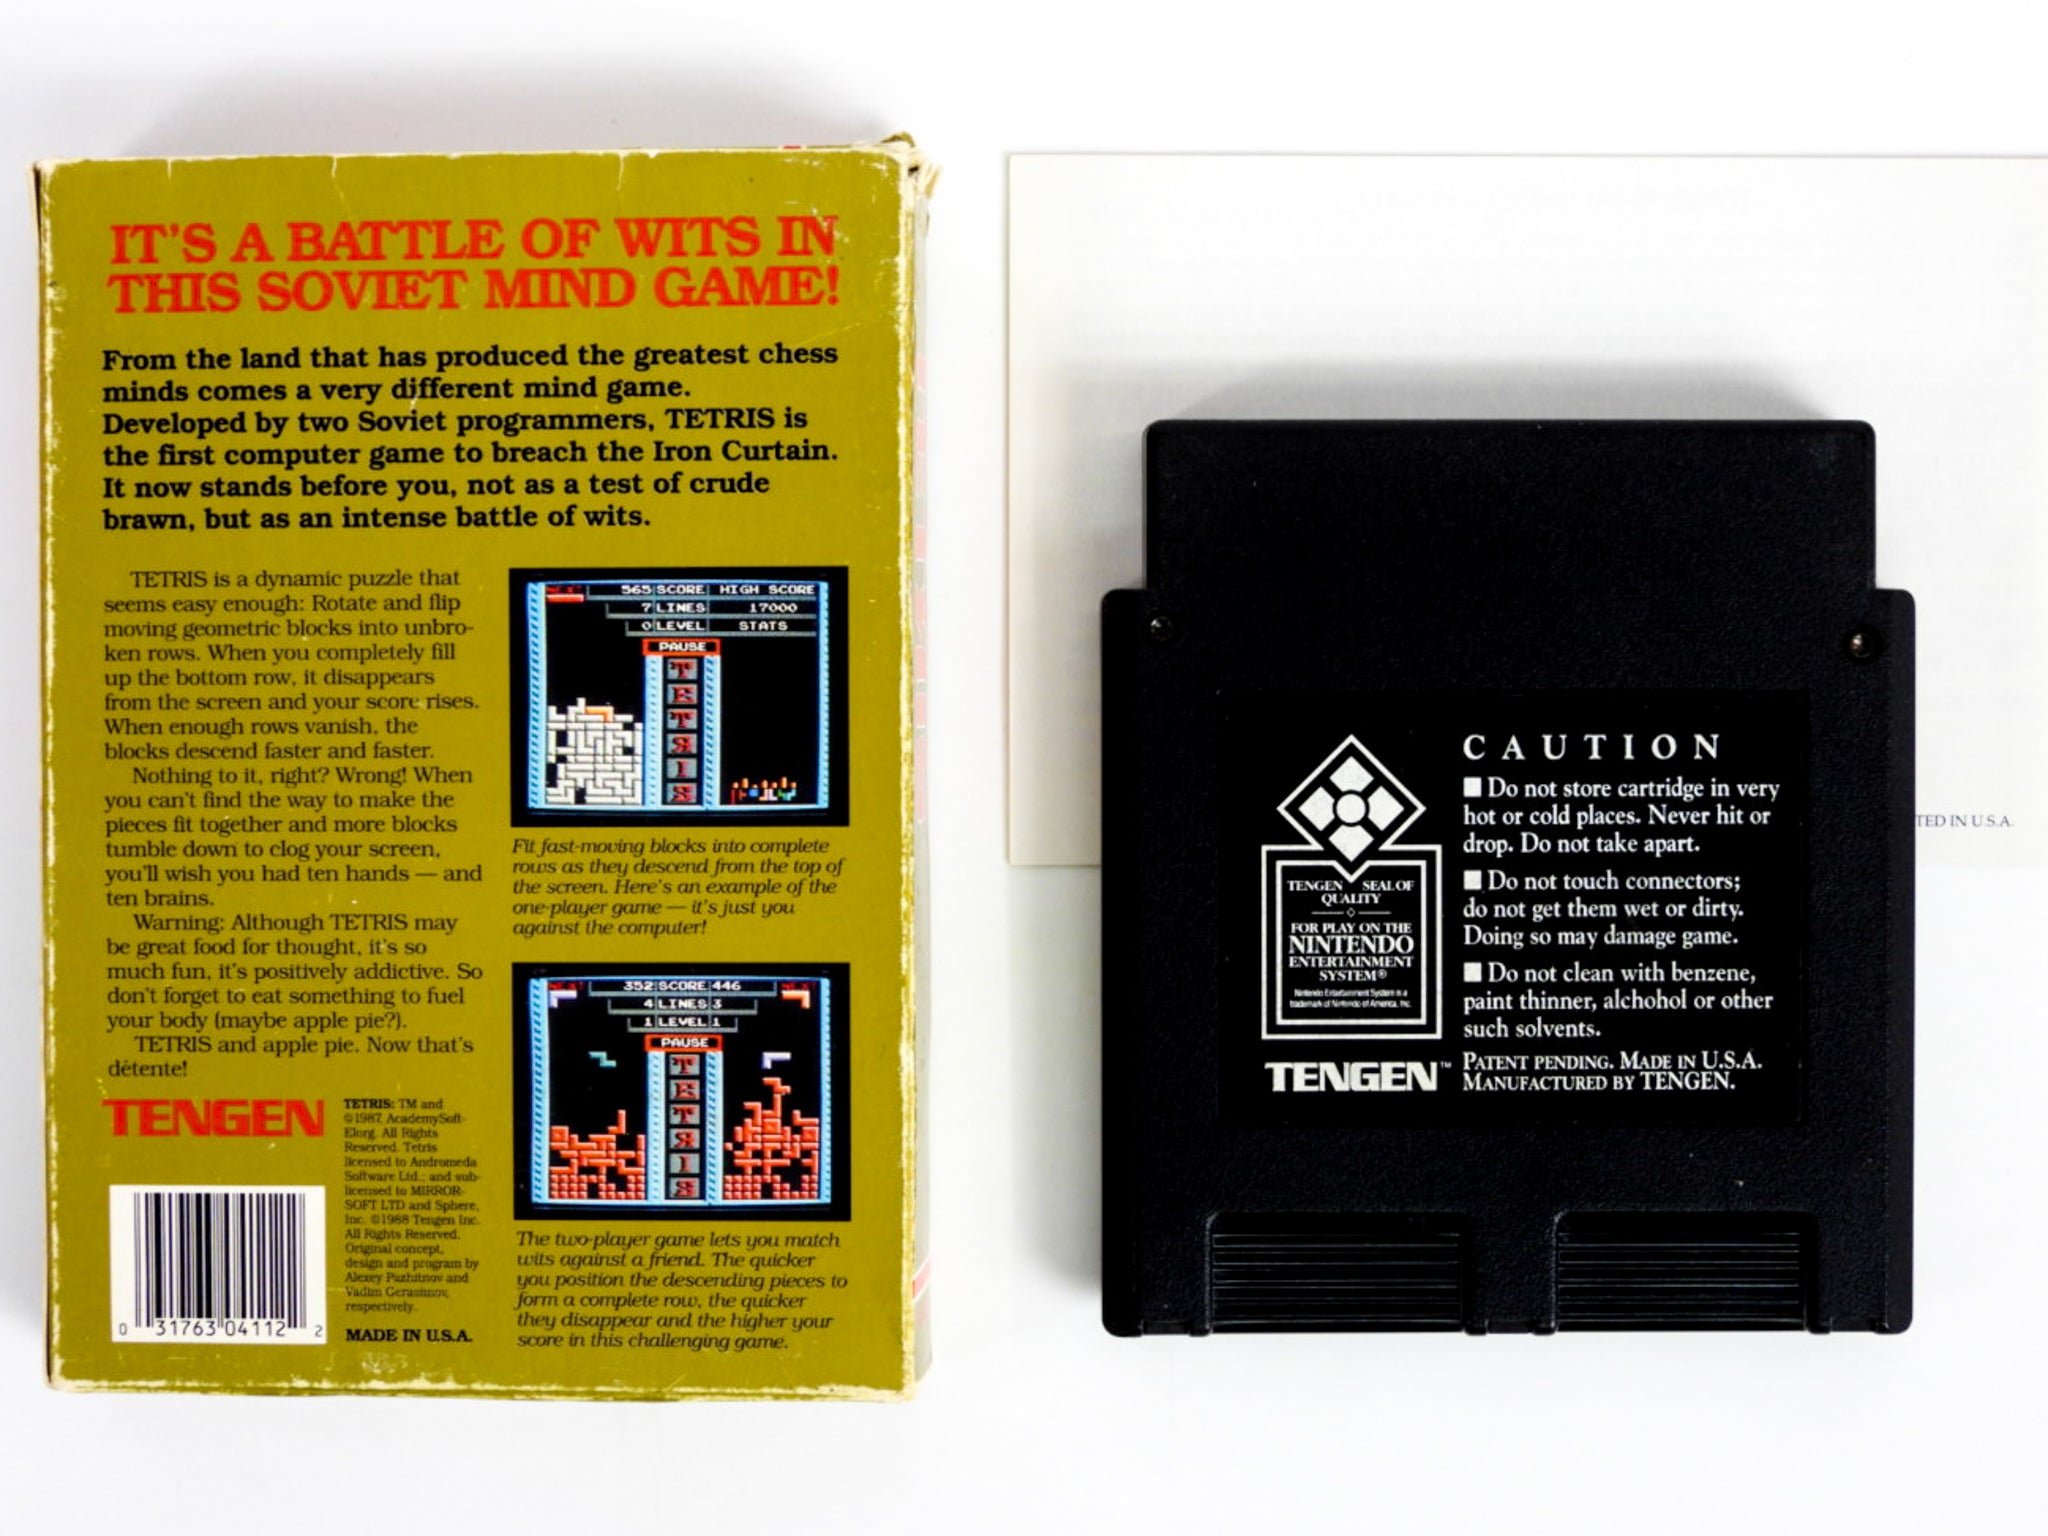 IT'S A BATTLE OF WITS IN
THIS SOVIET MIND GAME!
From the land that has produced the greatest chess
minds comes a very different mind game.
Developed by two Soviet programmers, TETRIS is
the first computer game to breach the Iron Curtain.
It now stands before you, not as a test of crude
brawn, but as an intense battle of wits.
TETRIS is a dynamic puzzle that
seems easy enough: Rotate and flip
moving geometric blocks into unbro-
ken rows. When you completely fill
up the bottom row, it disappears
from the screen and your score rises.
When enough rows vanish, the
blocks descend faster and faster.
Nothing to it, right? Wrong! When
you can't find the way to make the
pieces fit together and more blocks
tumble down to clog your screen,
you'll wish you had ten hands — and
ten brains.
Warning: Although TETRIS may
be great food for thought, it's so
much fun, it's positively addictive. So
don't forget to eat something to fuel
your body (maybe apple pie?).
TETRIS and apple pie. Now that's
détente!
NEXT 565 SCORE HIGH SCORE
7 LINES 17000
0 LEVEL STATS
PAUSE
TETRIS
Fit fast-moving blocks into complete
rows as they descend from the top of
the screen. Here's an example of the
one-player game — it's just you
against the computer!
NEXT 352 SCORE 446 NEXT
4 LINES 3
1 LEVEL 1
PAUSE
TETRIS
The two-player game lets you match
wits against a friend. The quicker
you position the descending pieces to
form a complete row, the quicker
they disappear and the higher your
score in this challenging game.
TENGEN
TETRIS: TM and
©1987 AcademySoft-
Elorg. All Rights
Reserved. Tetris
licensed to Andromeda
Software Ltd.; and sub-
licensed to MIRROR-
SOFT LTD and Sphere,
Inc. ©1988 Tengen Inc.
All Rights Reserved.
Original concept,
design and program by
Alexey Pazhitnov and
Vadim Gerasimov,
respectively.
MADE IN U.S.A.
0 31763 04112 2
TED IN U.S.A.
TENGEN SEAL OF
QUALITY
FOR PLAY ON THE
NINTENDO
ENTERTAINMENT
SYSTEM®
Nintendo Entertainment System is a
trademark of Nintendo of America, Inc.
TENGEN™
CAUTION
■ Do not store cartridge in very
hot or cold places. Never hit or
drop. Do not take apart.
■ Do not touch connectors;
do not get them wet or dirty.
Doing so may damage game.
■ Do not clean with benzene,
paint thinner, alchohol or other
such solvents.
PATENT PENDING. MADE IN U.S.A.
MANUFACTURED BY TENGEN.